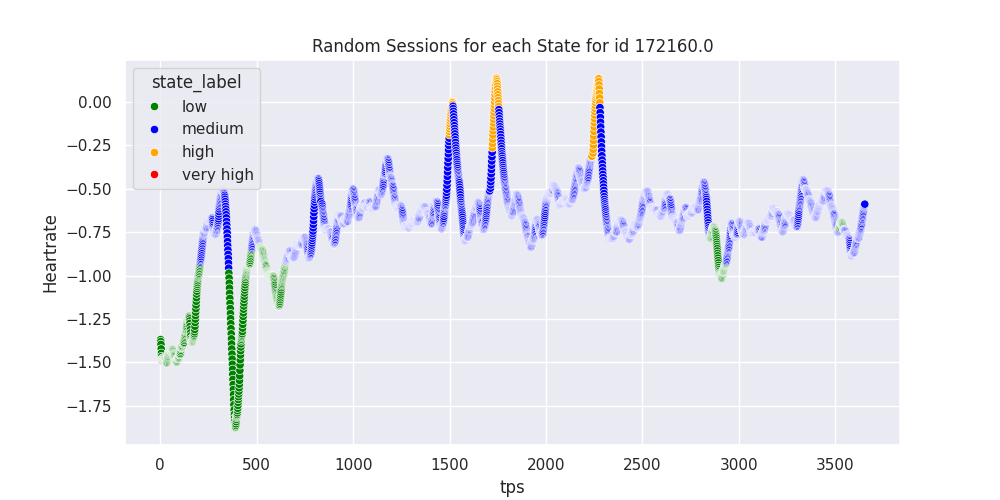 Random Sessions for each State for id 172160.0
state_label
low
medium
high
very high
Heartrate
0.00
−0.25
−0.50
−0.75
−1.00
−1.25
−1.50
−1.75
0 500 1000 1500 2000 2500 3000 3500
tps